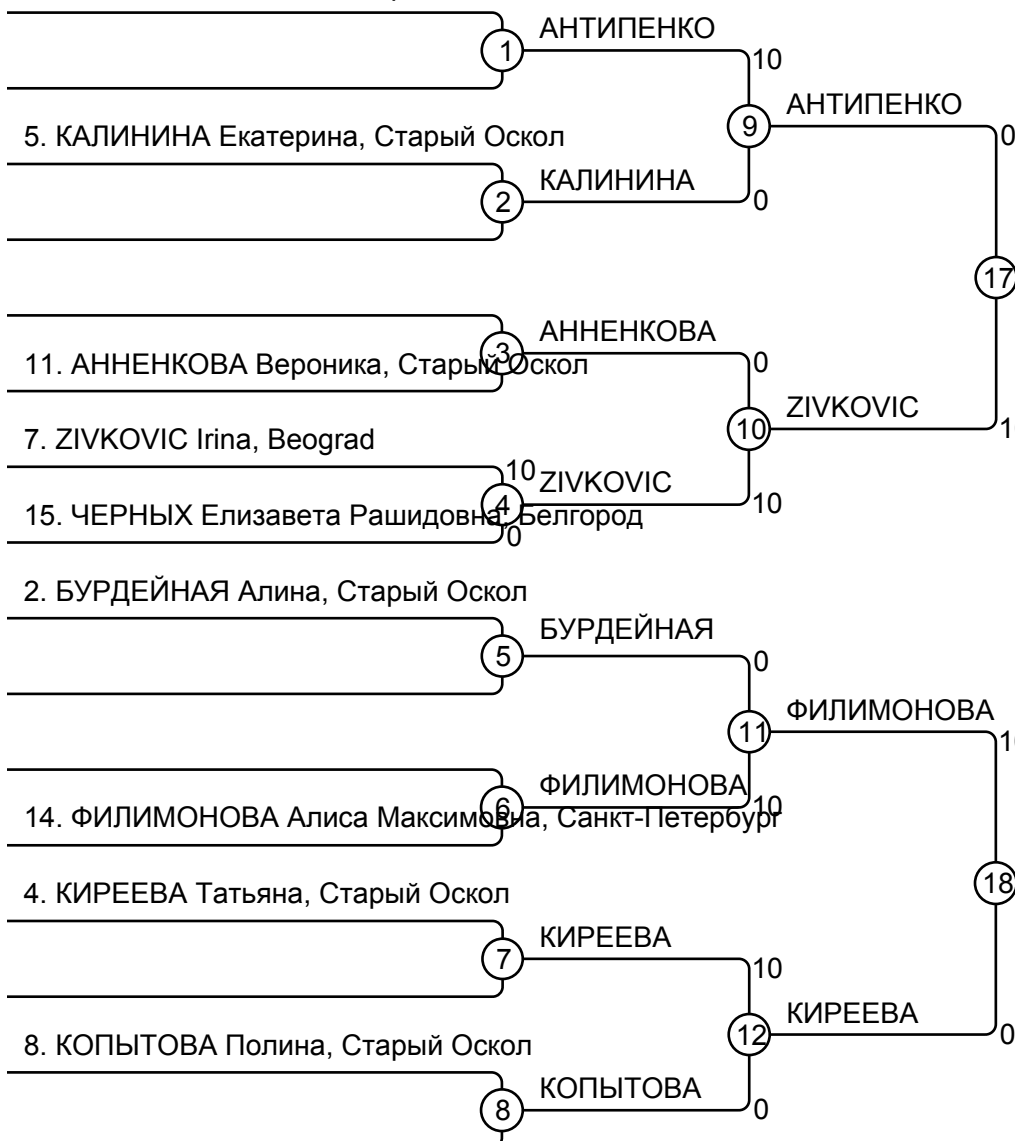 АНТИПЕНКО
1
10
АНТИПЕНКО
9
0
5. КАЛИНИНА Екатерина, Старый Оскол
КАЛИНИНА
2
0
17
АННЕНКОВА
3
0
11. АННЕНКОВА Вероника, Старый Оскол
ZIVKOVIC
10
1
7. ZIVKOVIC Irina, Beograd
10
ZIVKOVIC
4
10
15. ЧЕРНЫХ Елизавета Рашидовна, Белгород
0
2. БУРДЕЙНАЯ Алина, Старый Оскол
БУРДЕЙНАЯ
5
0
ФИЛИМОНОВА
11
1
ФИЛИМОНОВА
6
10
14. ФИЛИМОНОВА Алиса Максимовна, Санкт-Петербург
18
4. КИРЕЕВА Татьяна, Старый Оскол
КИРЕЕВА
7
10
КИРЕЕВА
12
0
8. КОПЫТОВА Полина, Старый Оскол
КОПЫТОВА
8
0